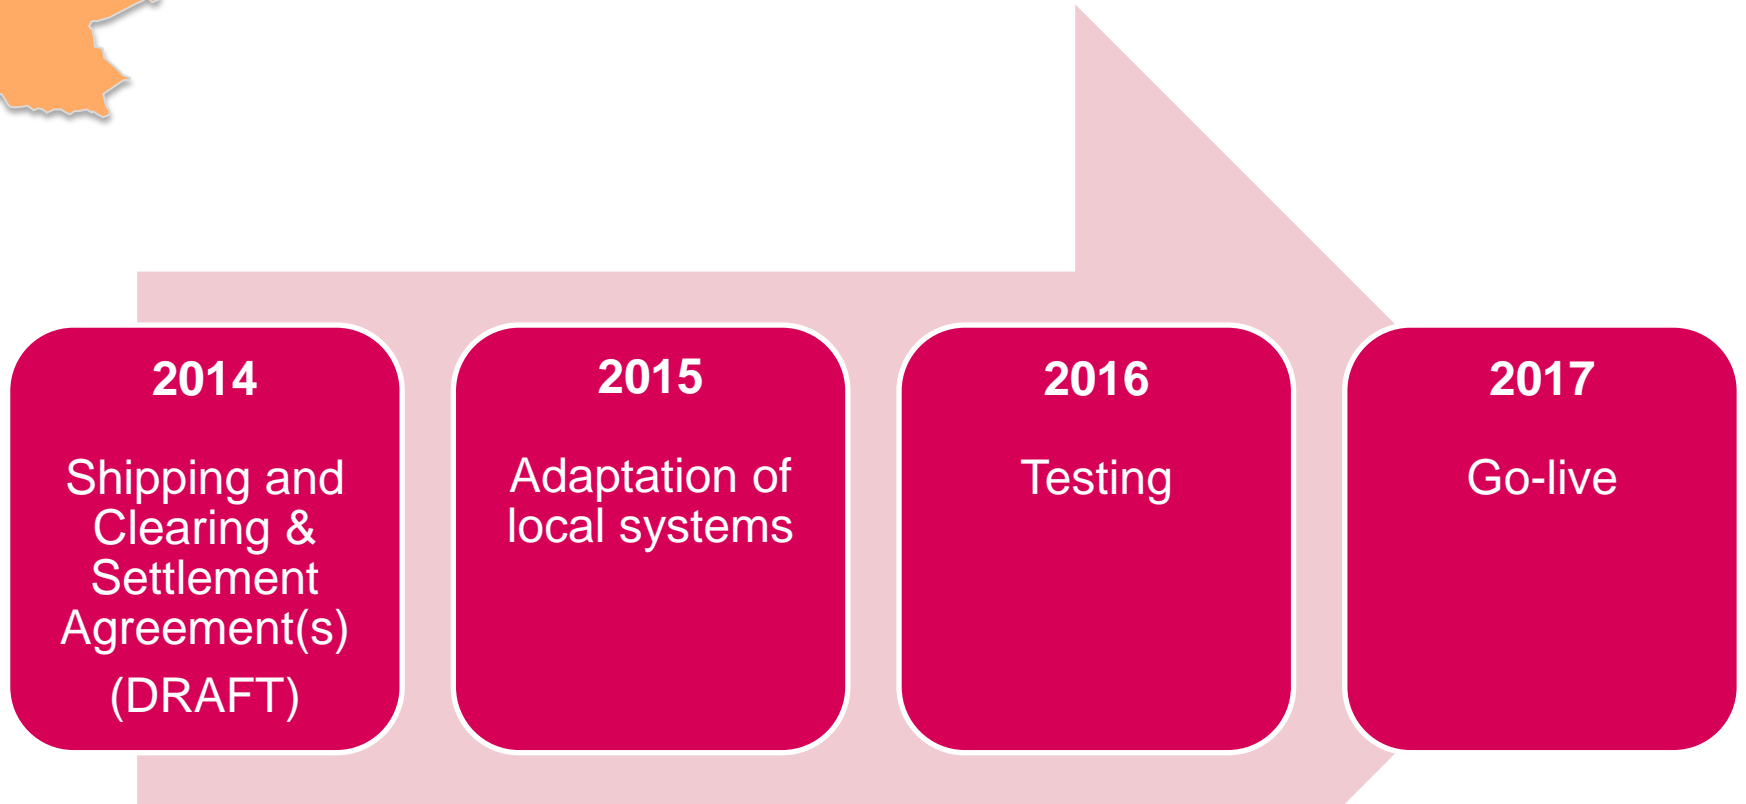 2014
Shipping and
Clearing &
Settlement
Agreement(s)
(DRAFT)
2015
Adaptation of
local systems
2016
Testing
2017
Go-live